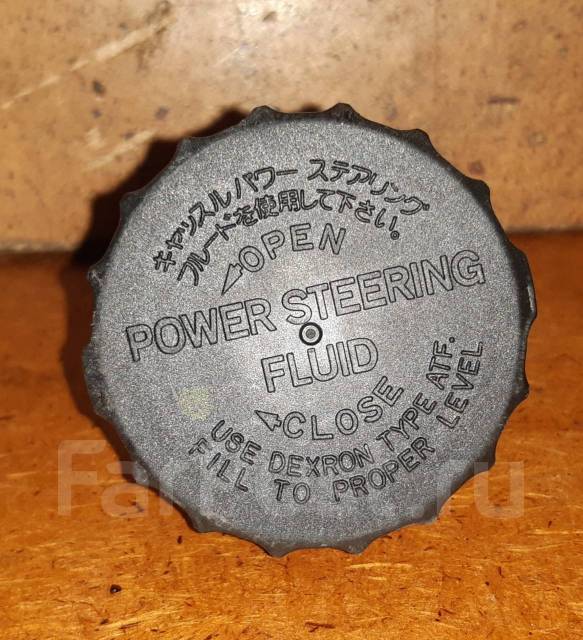 キャッスル パワー ステアリング
フルードを使用して下さい。
OPEN
POWER STEERING
FLUID
CLOSE
USE DEXRON TYPE ATF.
FILL TO PROPER LEVEL